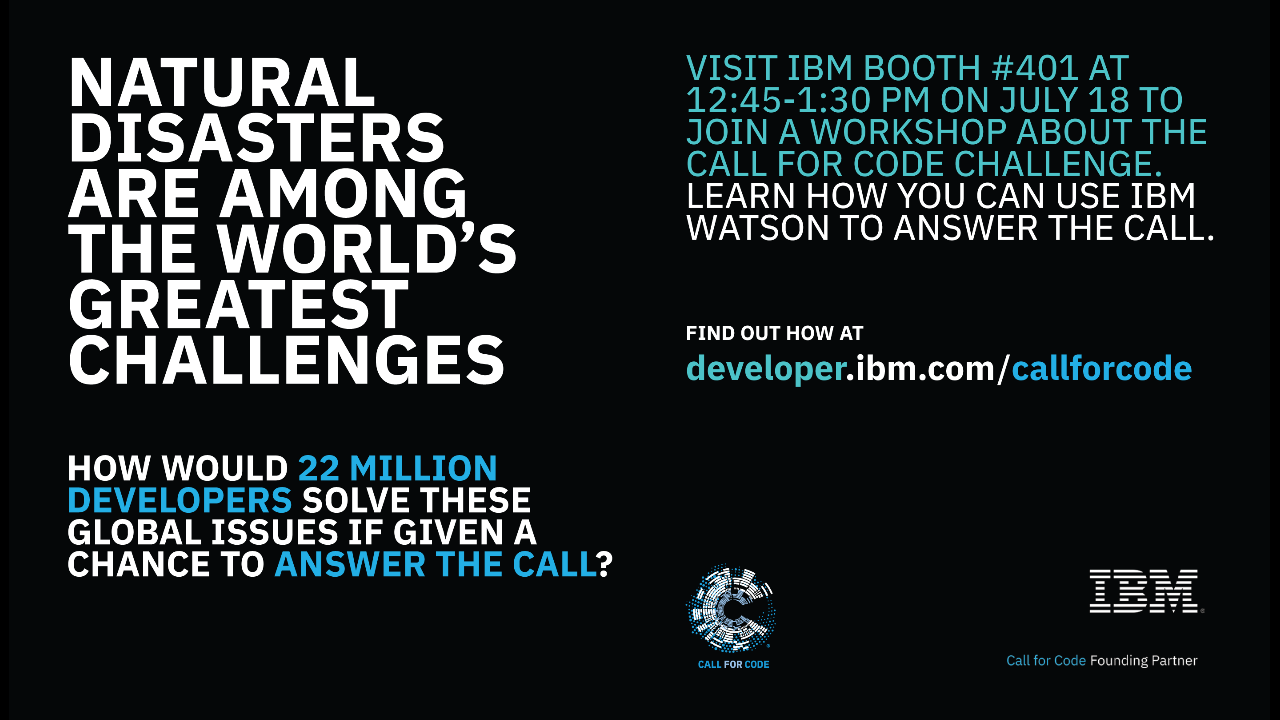 NATURAL
DISASTERS
ARE AMONG
THE WORLD’S
GREATEST
CHALLENGES
HOW WOULD 22 MILLION
DEVELOPERS SOLVE THESE
GLOBAL ISSUES IF GIVEN A
CHANCE TO ANSWER THE CALL?
VISIT IBM BOOTH #401 AT
12:45-1:30 PM ON JULY 18 TO
JOIN A WORKSHOP ABOUT THE
CALL FOR CODE CHALLENGE.
LEARN HOW YOU CAN USE IBM
WATSON TO ANSWER THE CALL.
FIND OUT HOW AT
developer.ibm.com/callforcode
CALL FOR CODE
IBM®
Call for Code Founding Partner